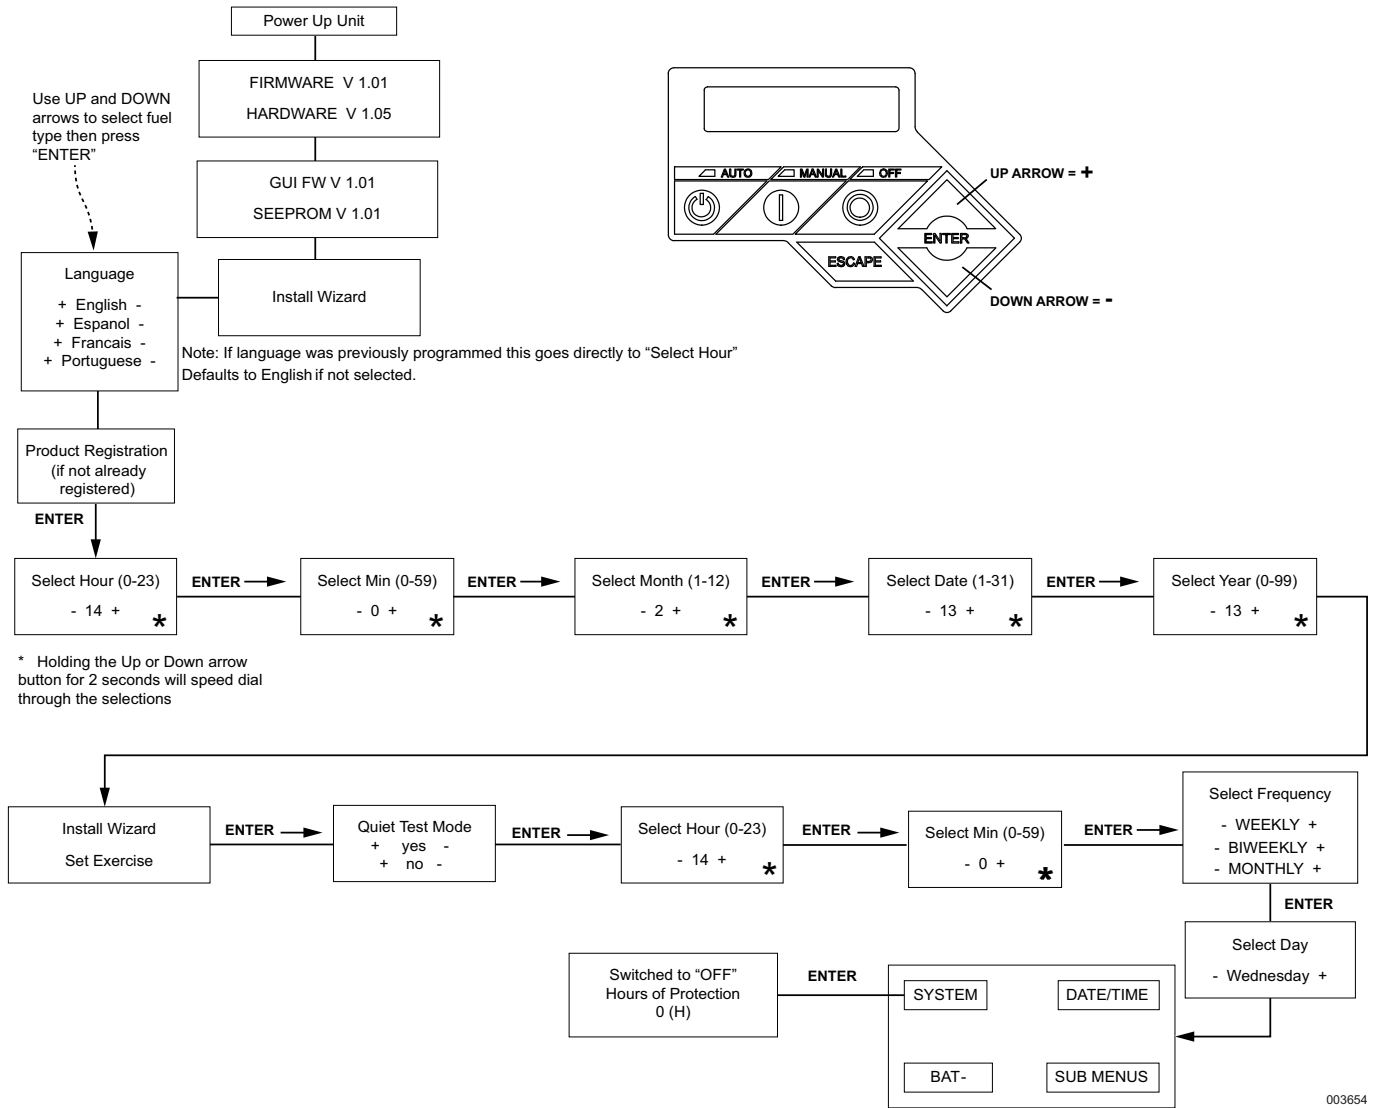 Power Up Unit
FIRMWARE V 1.01
HARDWARE V 1.05
GUI FW V 1.01
SEEPROM V 1.01
Install Wizard
Use UP and DOWN
arrows to select fuel
type then press
“ENTER”
Language
+ English -
+ Espanol -
+ Francais -
+ Portuguese -
Note: If language was previously programmed this goes directly to “Select Hour”
Defaults to English if not selected.
AUTO
MANUAL
OFF
ESCAPE
ENTER
UP ARROW = +
DOWN ARROW = -
Product Registration
(if not already
registered)
ENTER
Select Hour (0-23)
- 14 +
*
ENTER
Select Min (0-59)
- 0 +
*
ENTER
Select Month (1-12)
- 2 +
*
ENTER
Select Date (1-31)
- 13 +
*
ENTER
Select Year (0-99)
- 13 +
*
* Holding the Up or Down arrow
button for 2 seconds will speed dial
through the selections
Install Wizard
Set Exercise
ENTER
Quiet Test Mode
+ yes -
+ no -
ENTER
Select Hour (0-23)
- 14 +
*
ENTER
Select Min (0-59)
- 0 +
*
ENTER
Select Frequency
- WEEKLY +
- BIWEEKLY +
- MONTHLY +
ENTER
Select Day
- Wednesday +
Switched to “OFF”
Hours of Protection
0 (H)
ENTER
SYSTEM
DATE/TIME
BAT-
SUB MENUS
003654